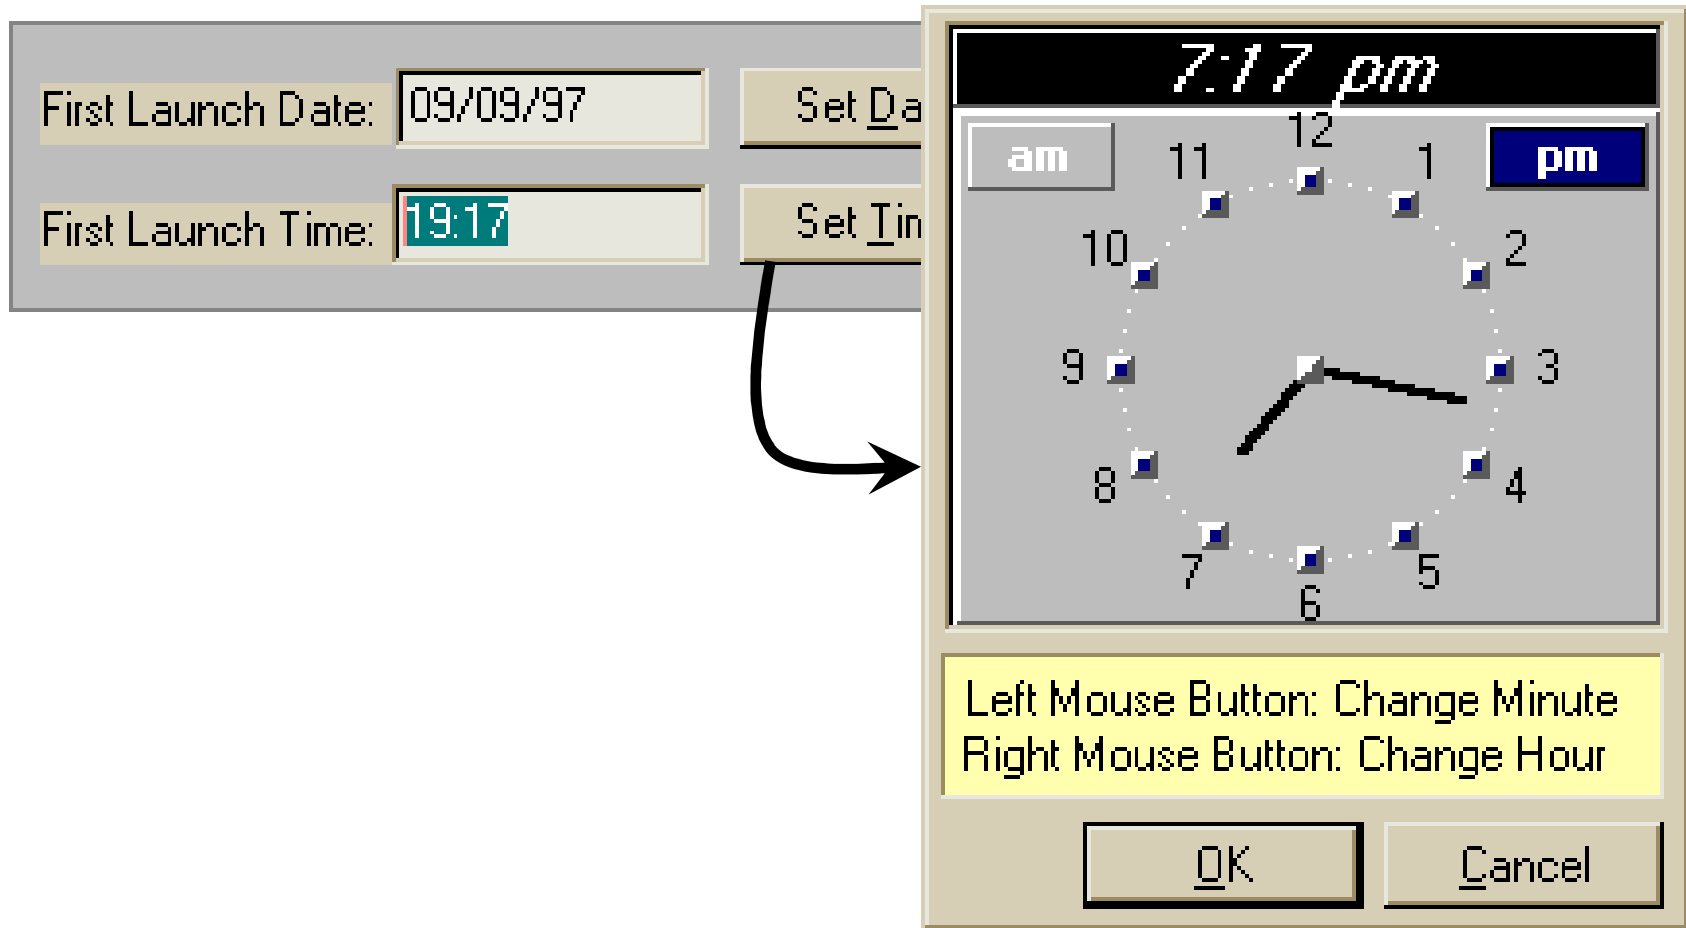 First Launch Date: 09/09/97 Set Da
First Launch Time: 19:17 Set Tin
7:17 pm
am
pm
12
11
1
10
2
9
3
8
4
7
5
6
Left Mouse Button: Change Minute
Right Mouse Button: Change Hour
OK Cancel